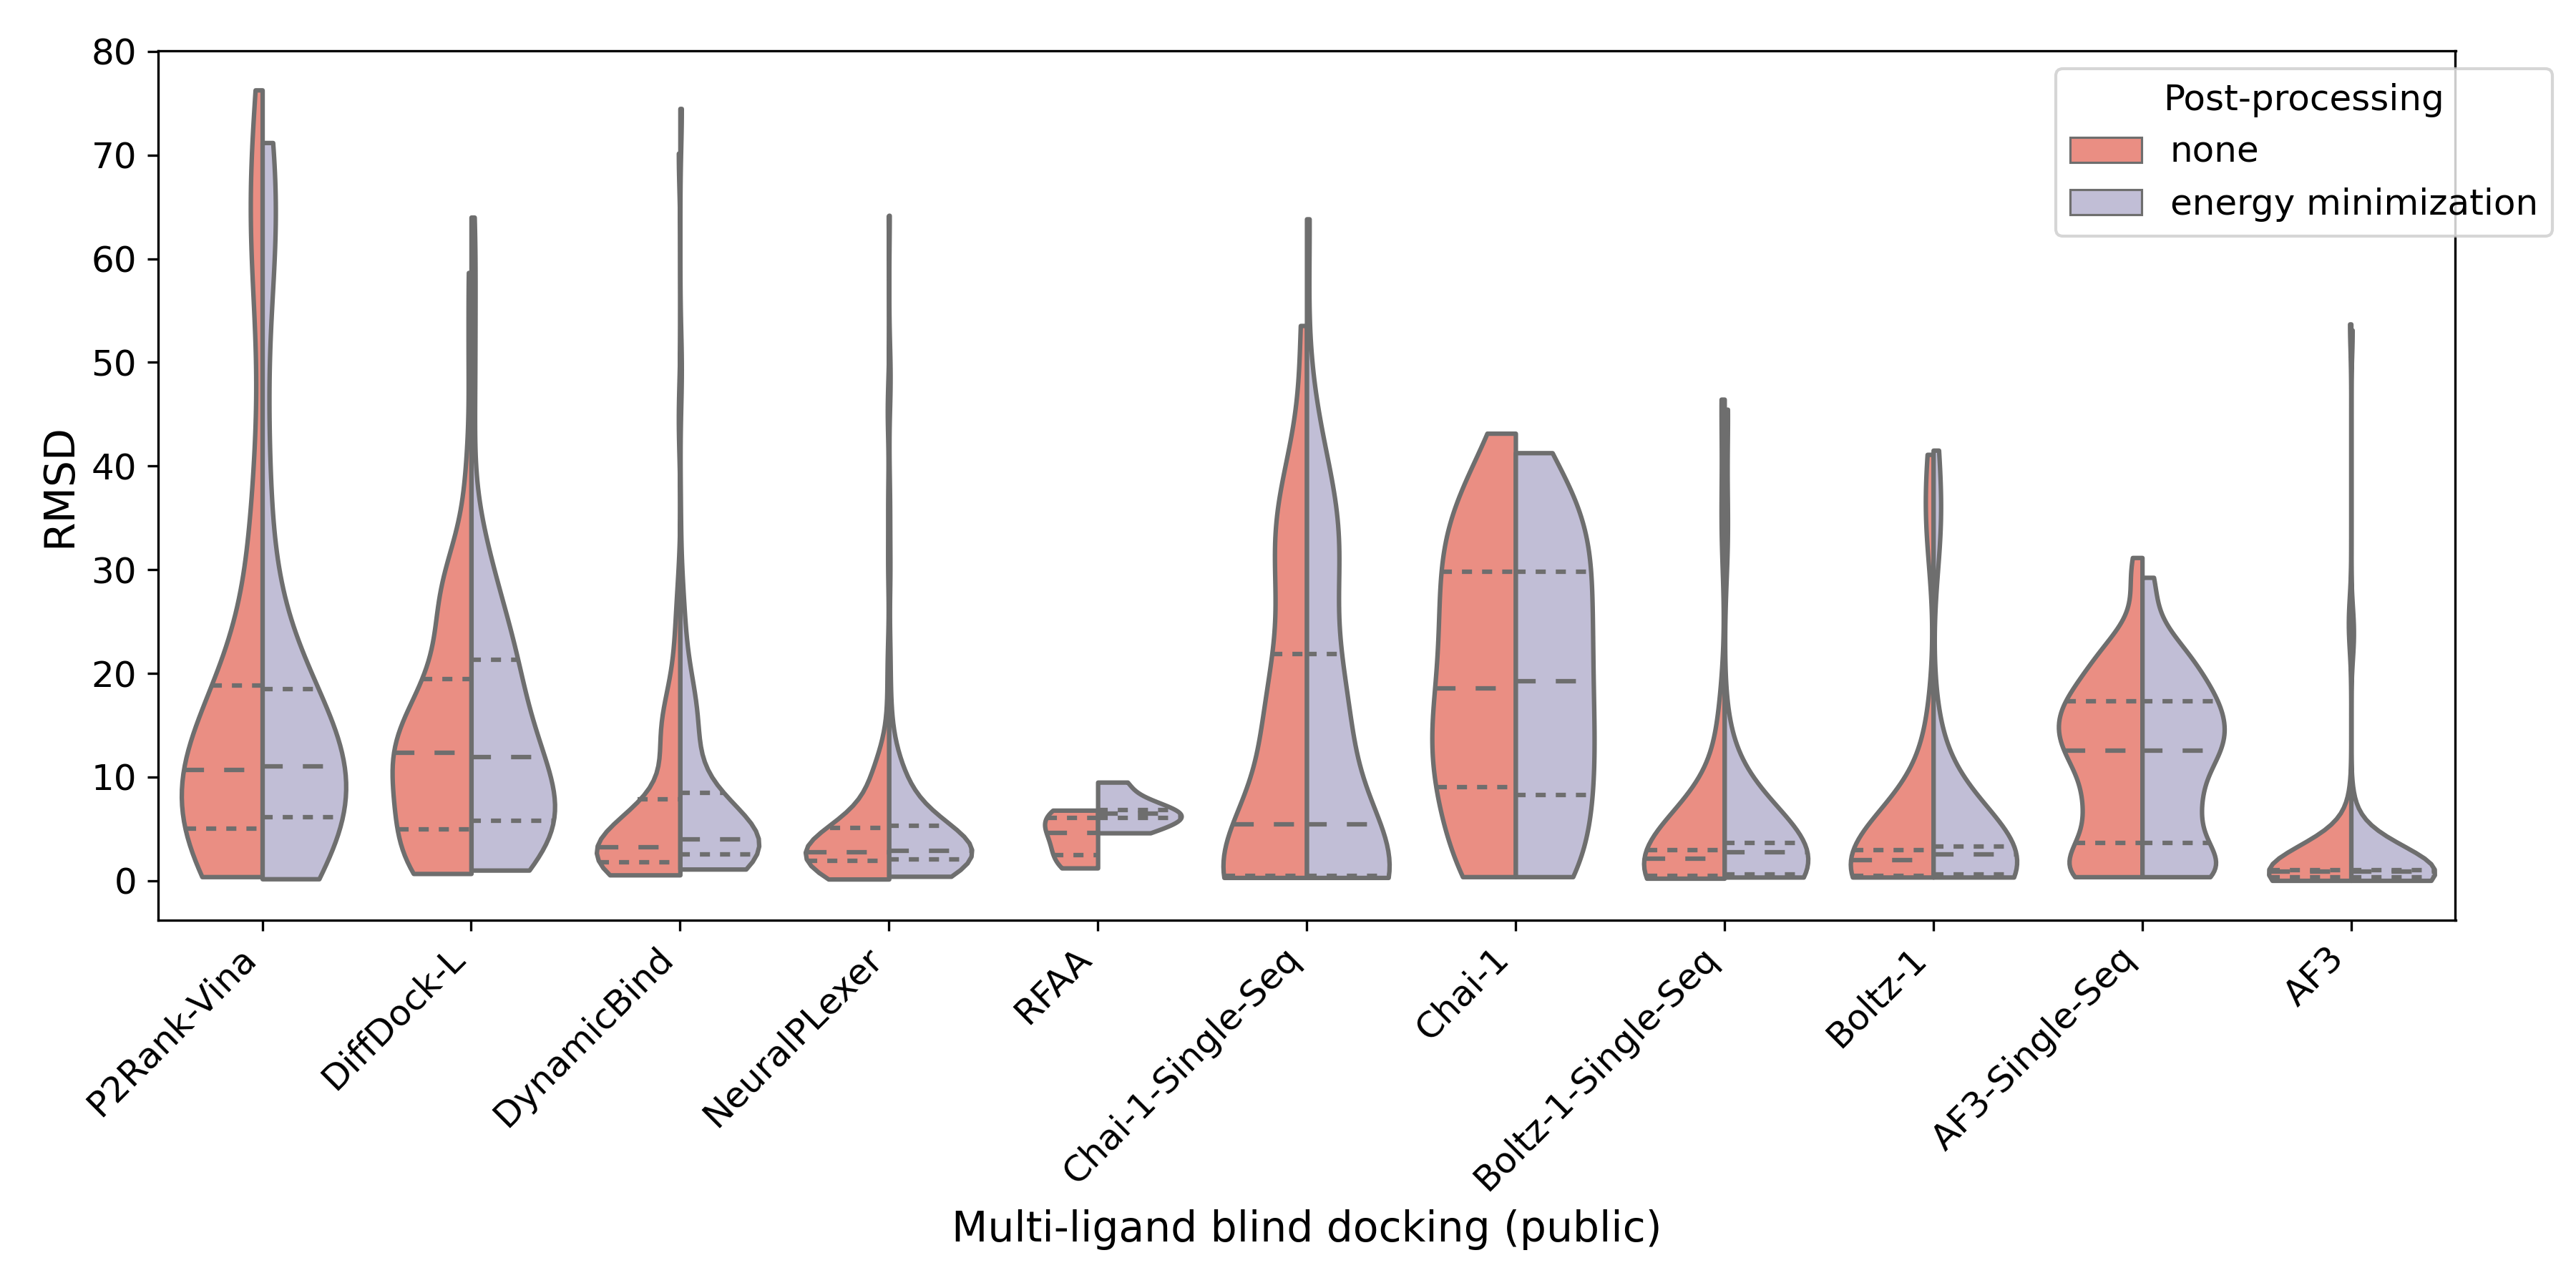 80
70
60
50
40
30
20
10
0
RMSD
Post-processing
none
energy minimization
P2Rank-Vina
DiffDock-L
DynamicBind
NeuralPLexer
RFAA
Chai-1-Single-Seq
Chai-1
Boltz-1-Single-Seq
Boltz-1
AF3-Single-Seq
AF3
Multi-ligand blind docking (public)